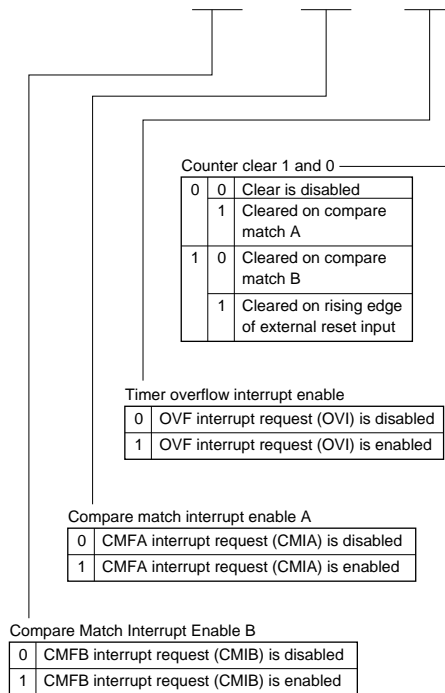 Counter clear 1 and 0
0 0 Clear is disabled
1 Cleared on compare
match A
1 0 Cleared on compare
match B
1 Cleared on rising edge
of external reset input
Timer overflow interrupt enable
0 OVF interrupt request (OVI) is disabled
1 OVF interrupt request (OVI) is enabled
Compare match interrupt enable A
0 CMFA interrupt request (CMIA) is disabled
1 CMFA interrupt request (CMIA) is enabled
Compare Match Interrupt Enable B
0 CMFB interrupt request (CMIB) is disabled
1 CMFB interrupt request (CMIB) is enabled